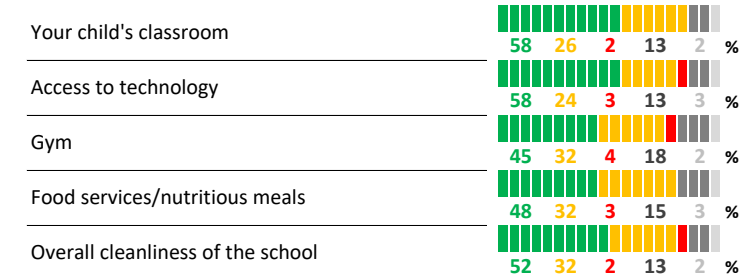 Your child's classroom
58 26 2 13 2 %
Access to technology
58 24 3 13 3 %
Gym
45 32 4 18 2 %
Food services/nutritious meals
48 32 3 15 3 %
Overall cleanliness of the school
52 32 2 13 2 %